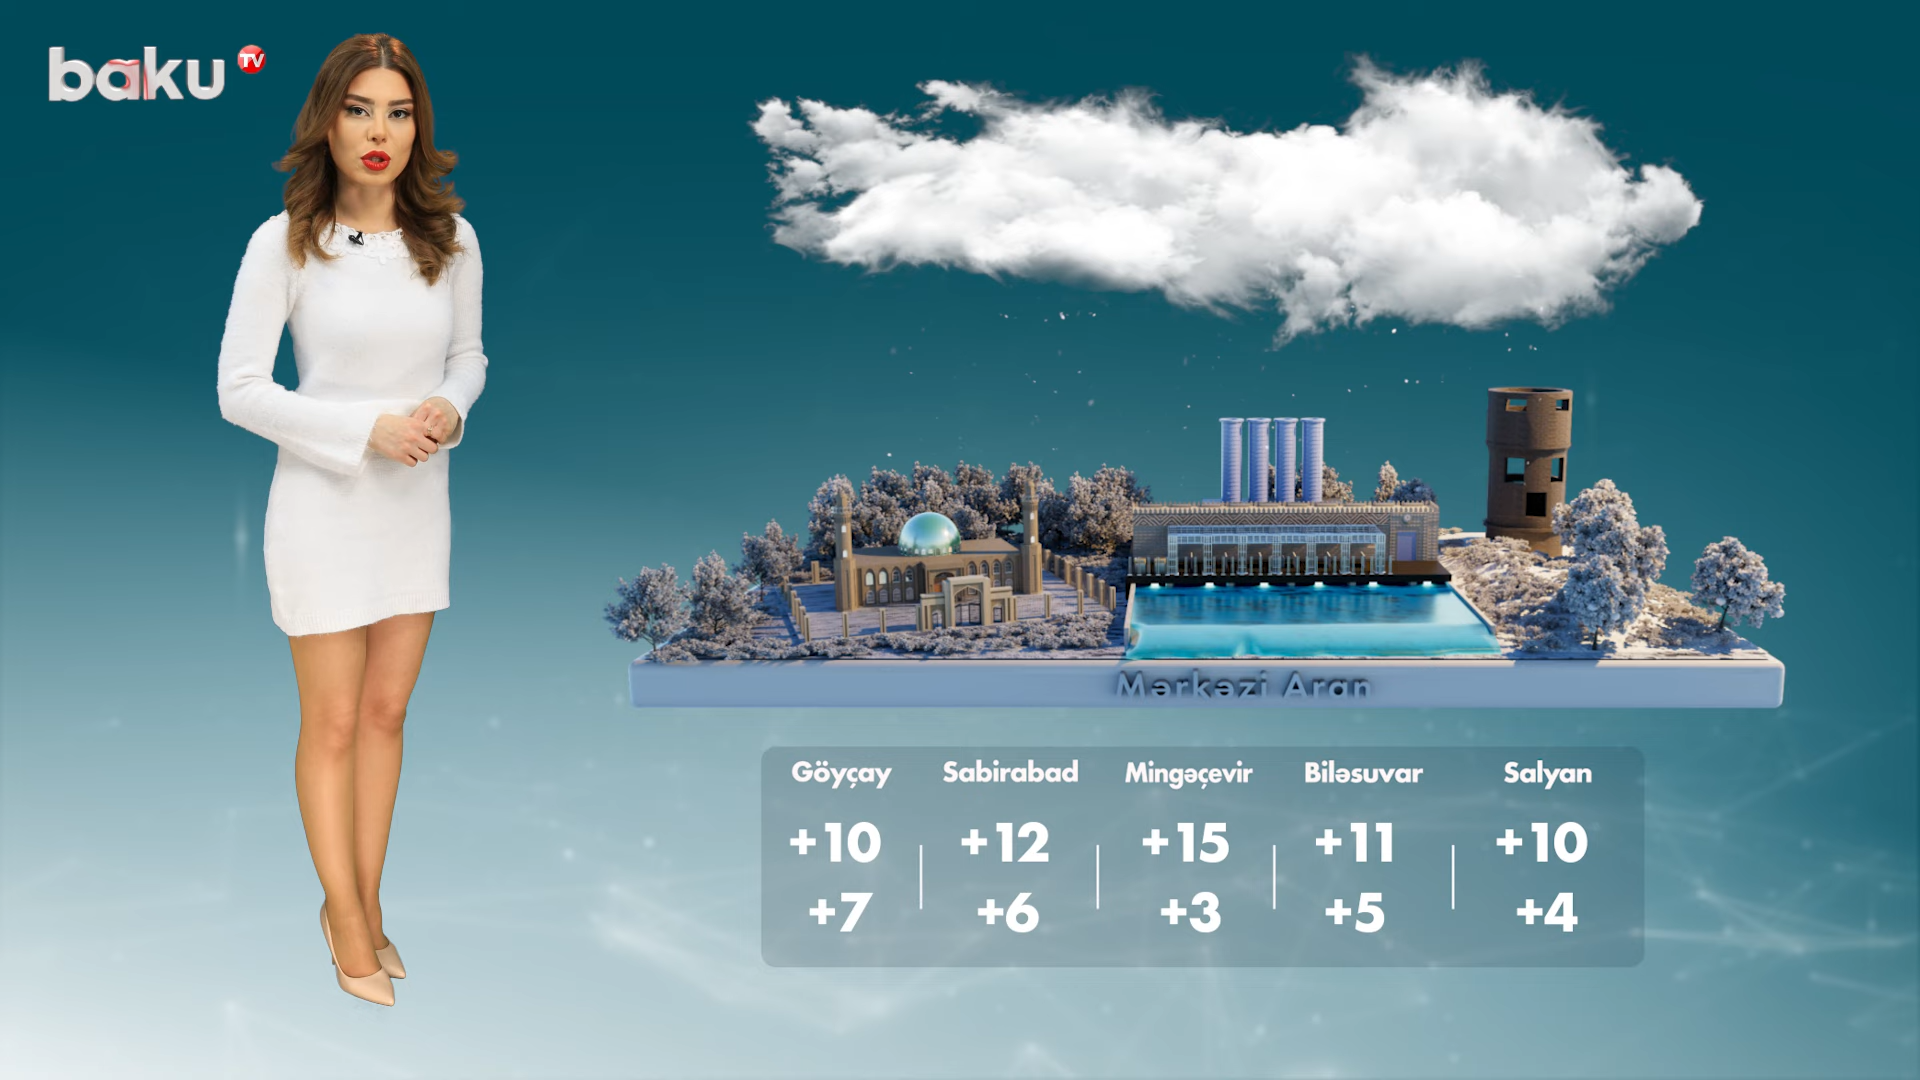 baku TV
Mərkəzi Aran
Göyçay Sabirabad Mingəçevir Biləsuvar Salyan
+10 +12 +15 +11 +10
+7 +6 +3 +5 +4